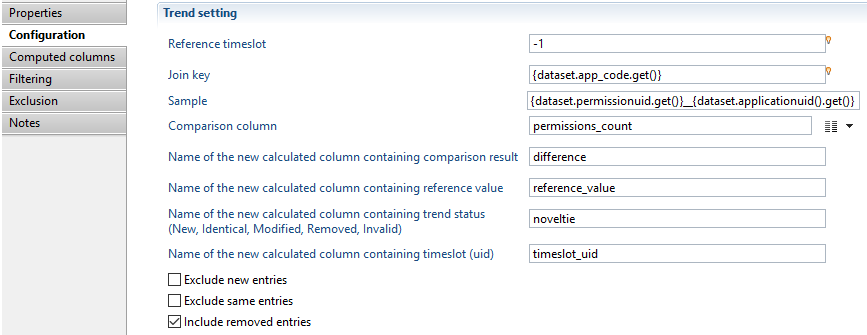 Properties
Configuration
Computed columns
Filtering
Exclusion
Notes
Trend setting
Reference timeslot -1
Join key {dataset.app_code.get()}
Sample {dataset.permissionuid.get()}__{dataset.applicationuid().get()}
Comparison column permissions_count
Name of the new calculated column containing comparison result difference
Name of the new calculated column containing reference value reference_value
Name of the new calculated column containing trend status
(New, Identical, Modified, Removed, Invalid) noveltie
Name of the new calculated column containing timeslot (uid) timeslot_uid
Exclude new entries
Exclude same entries
Include removed entries